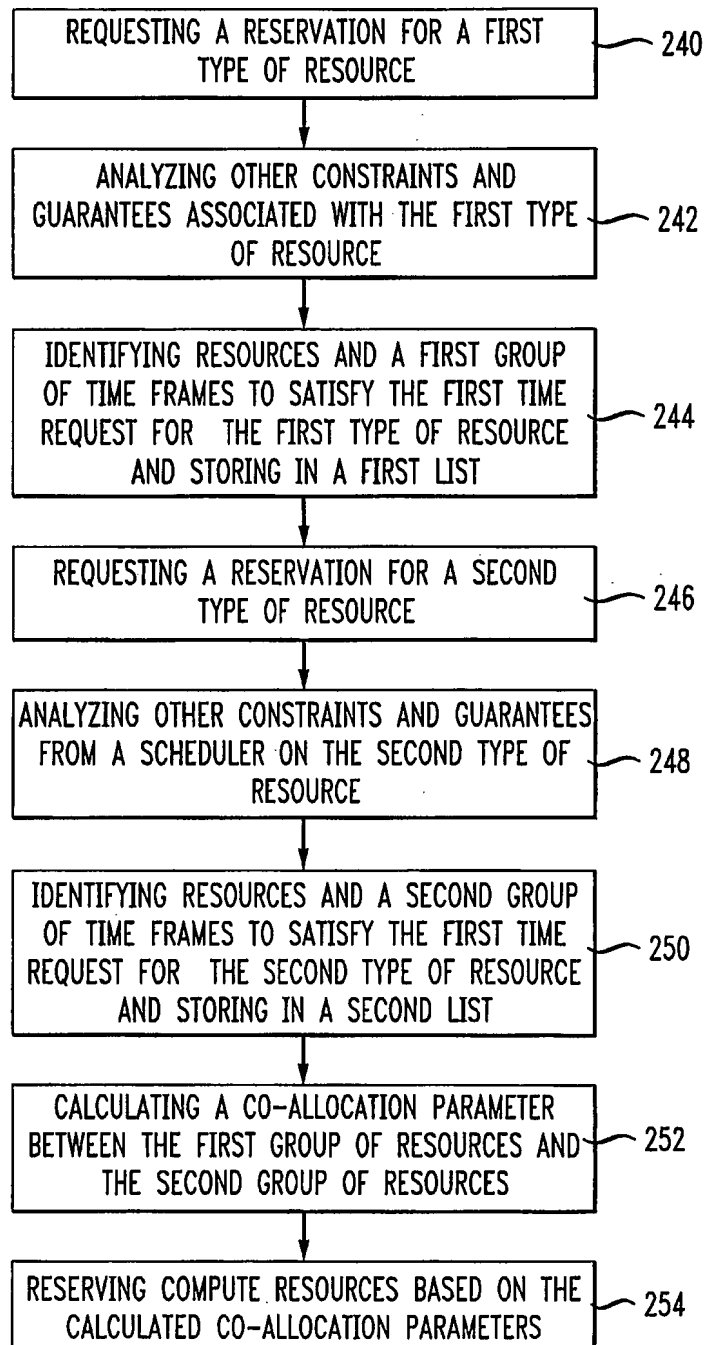 REQUESTING A RESERVATION FOR A FIRST
TYPE OF RESOURCE
240
ANALYZING OTHER CONSTRAINTS AND
GUARANTEES ASSOCIATED WITH THE FIRST TYPE
OF RESOURCE
242
IDENTIFYING RESOURCES AND A FIRST GROUP
OF TIME FRAMES TO SATISFY THE FIRST TIME
REQUEST FOR THE FIRST TYPE OF RESOURCE
AND STORING IN A FIRST LIST
244
REQUESTING A RESERVATION FOR A SECOND
TYPE OF RESOURCE
246
ANALYZING OTHER CONSTRAINTS AND GUARANTEES
FROM A SCHEDULER ON THE SECOND TYPE OF
RESOURCE
248
IDENTIFYING RESOURCES AND A SECOND GROUP
OF TIME FRAMES TO SATISFY THE FIRST TIME
REQUEST FOR THE SECOND TYPE OF RESOURCE
AND STORING IN A SECOND LIST
250
CALCULATING A CO-ALLOCATION PARAMETER
BETWEEN THE FIRST GROUP OF RESOURCES AND
THE SECOND GROUP OF RESOURCES
252
RESERVING COMPUTE RESOURCES BASED ON THE
CALCULATED CO-ALLOCATION PARAMETERS
254